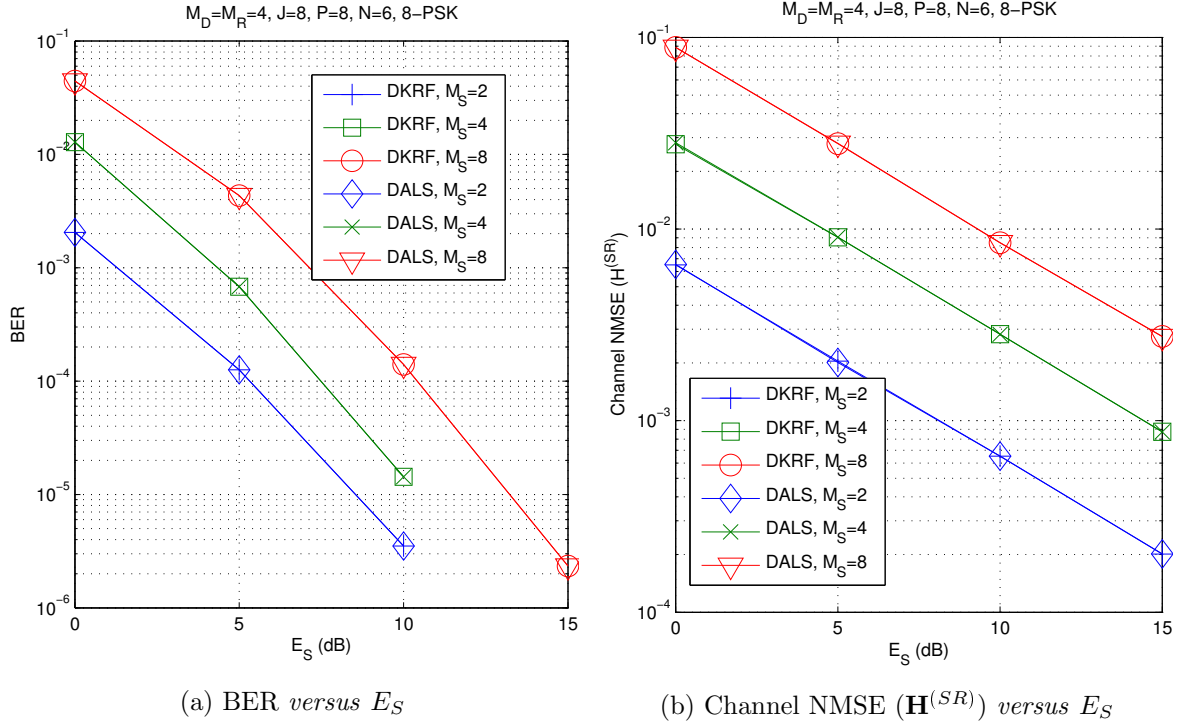 M_D=M_R=4, J=8, P=8, N=6, 8−PSK
10^−1
10^−2
10^−3
10^−4
10^−5
10^−6
BER
0
5
10
15
E_S (dB)
DKRF, M_S=2
DKRF, M_S=4
DKRF, M_S=8
DALS, M_S=2
DALS, M_S=4
DALS, M_S=8
(a) BER versus E_S
M_D=M_R=4, J=8, P=8, N=6, 8−PSK
10^−1
10^−2
10^−3
10^−4
Channel NMSE (H^(SR))
0
5
10
15
E_S (dB)
DKRF, M_S=2
DKRF, M_S=4
DKRF, M_S=8
DALS, M_S=2
DALS, M_S=4
DALS, M_S=8
(b) Channel NMSE (H^(SR)) versus E_S